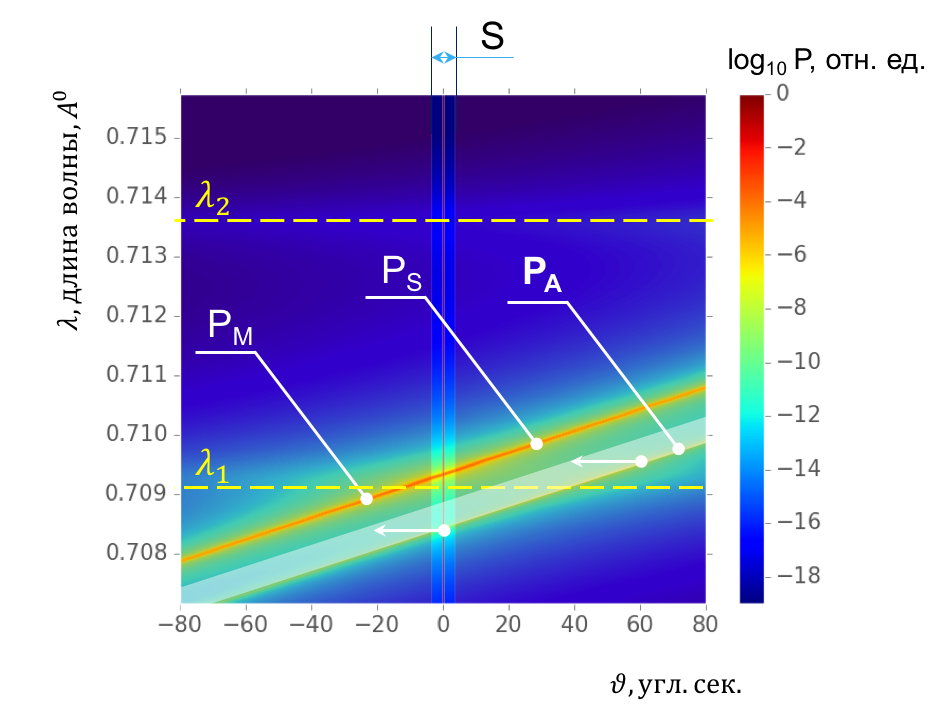 S
log₁₀ P, отн. ед.
λ, длина волны, A⁰
0.715
0.714
0.713
0.712
0.711
0.710
0.709
0.708
λ₂
λ₁
P_M
P_S
P_A
0
−2
−4
−6
−8
−10
−12
−14
−16
−18
−80 −60 −40 −20 0 20 40 60 80
ϑ, угл. сек.